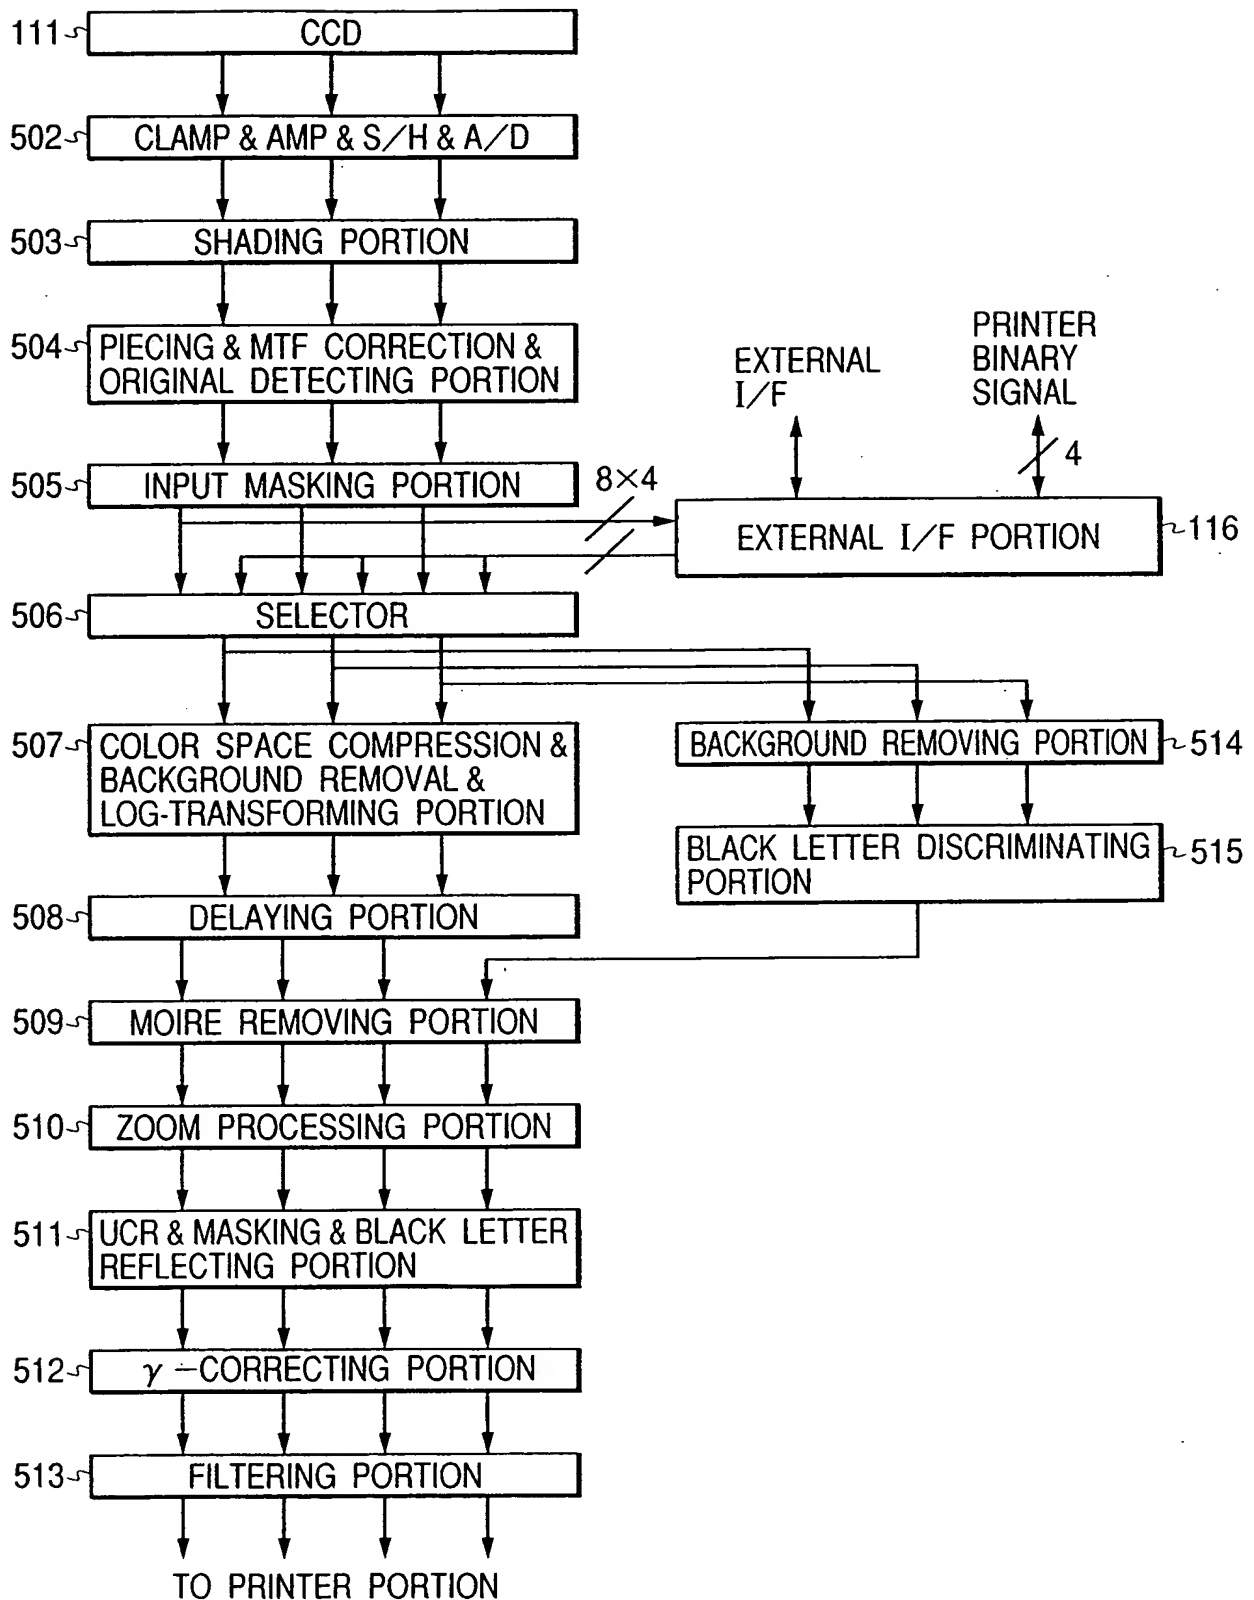 111
CCD
502
CLAMP & AMP & S/H & A/D
503
SHADING PORTION
504
PIECING & MTF CORRECTION &
ORIGINAL DETECTING PORTION
EXTERNAL
I/F
PRINTER
BINARY
SIGNAL
4
505
INPUT MASKING PORTION
8×4
EXTERNAL I/F PORTION
116
506
SELECTOR
507
COLOR SPACE COMPRESSION &
BACKGROUND REMOVAL &
LOG-TRANSFORMING PORTION
BACKGROUND REMOVING PORTION
514
BLACK LETTER DISCRIMINATING
PORTION
515
508
DELAYING PORTION
509
MOIRE REMOVING PORTION
510
ZOOM PROCESSING PORTION
511
UCR & MASKING & BLACK LETTER
REFLECTING PORTION
512
γ-CORRECTING PORTION
513
FILTERING PORTION
TO PRINTER PORTION